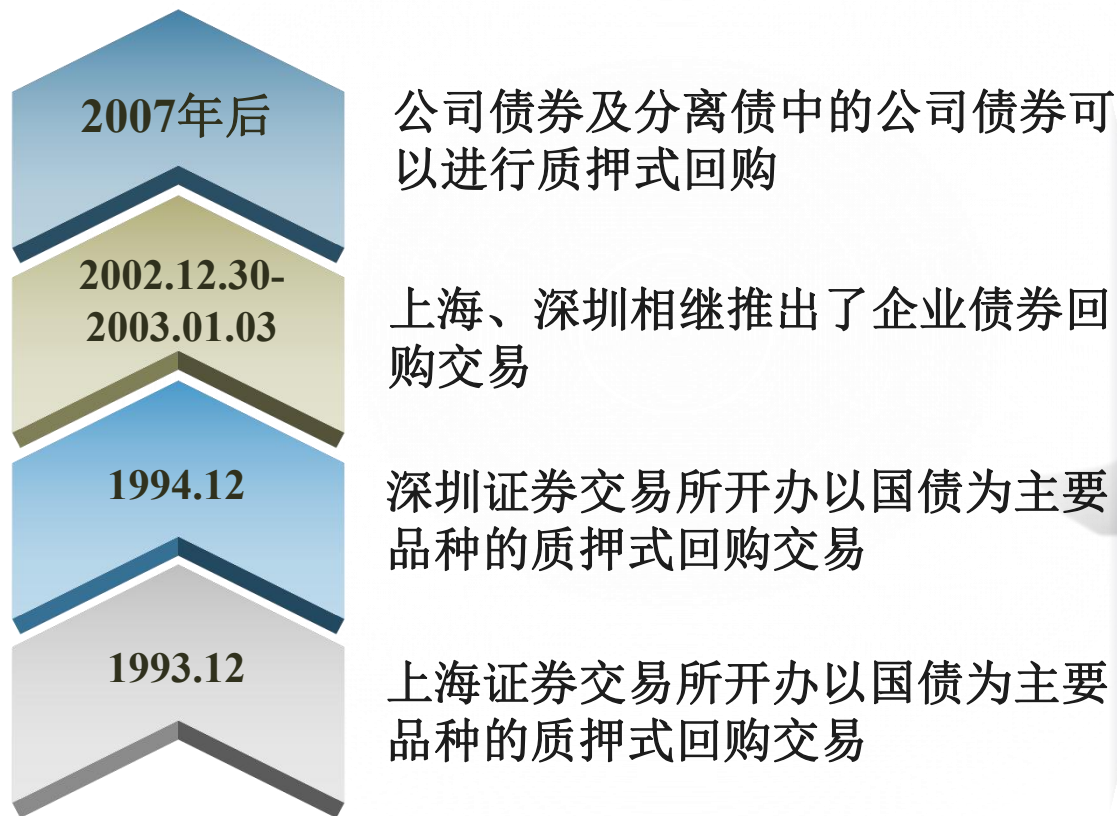 2007年后
公司债券及分离债中的公司债券可
以进行质押式回购
2002.12.30-
2003.01.03
上海、深圳相继推出了企业债券回
购交易
1994.12
深圳证券交易所开办以国债为主要
品种的质押式回购交易
1993.12
上海证券交易所开办以国债为主要
品种的质押式回购交易